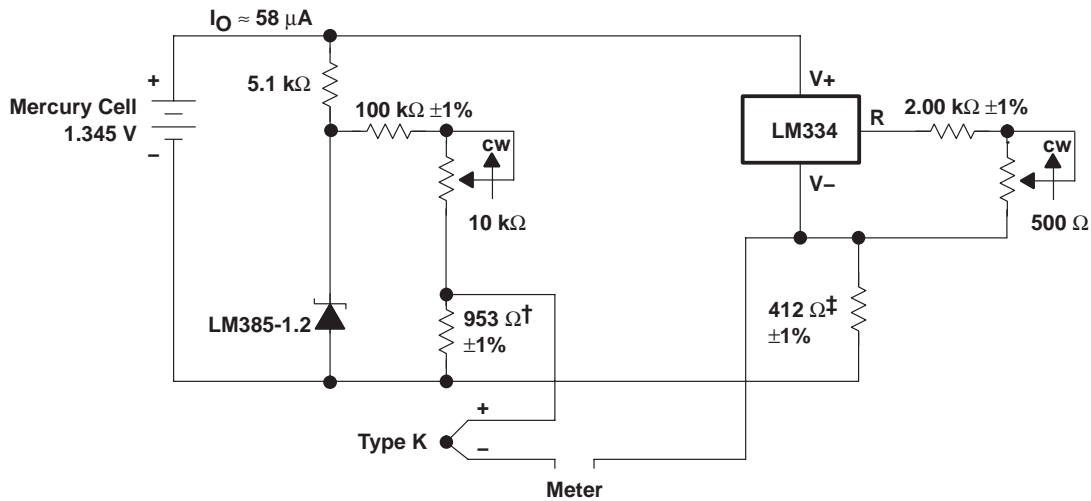 IO ≈ 58 μA
+
Mercury Cell
1.345 V
−
5.1 kΩ
100 kΩ ±1%
cw
10 kΩ
LM385-1.2
953 Ω†
±1%
V+
LM334
R
V−
2.00 kΩ ±1%
cw
500 Ω
412 Ω‡
±1%
Type K
+
−
Meter